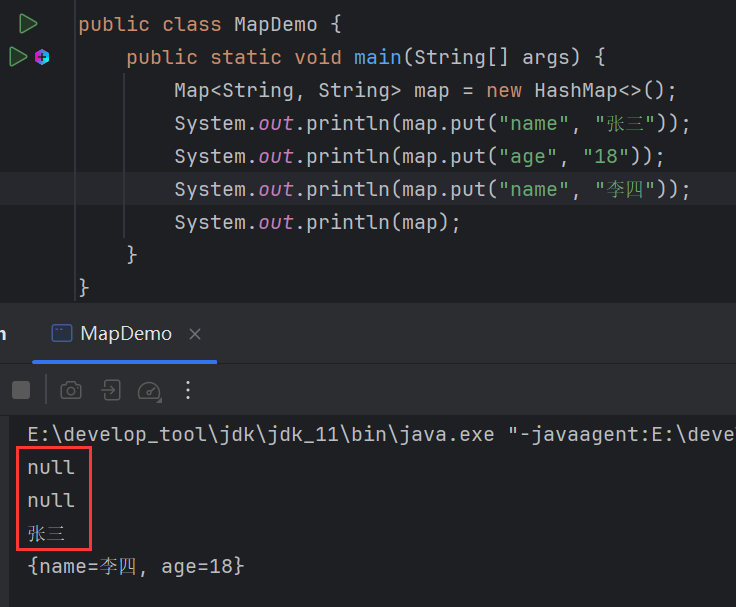 public class MapDemo {
public static void main(String[] args) {
Map<String, String> map = new HashMap<>();
System.out.println(map.put("name", "张三"));
System.out.println(map.put("age", "18"));
System.out.println(map.put("name", "李四"));
System.out.println(map);
}
}
MapDemo
E:\develop_tool\jdk\jdk_11\bin\java.exe "-javaagent:E:\deve
null
null
张三
{name=李四, age=18}